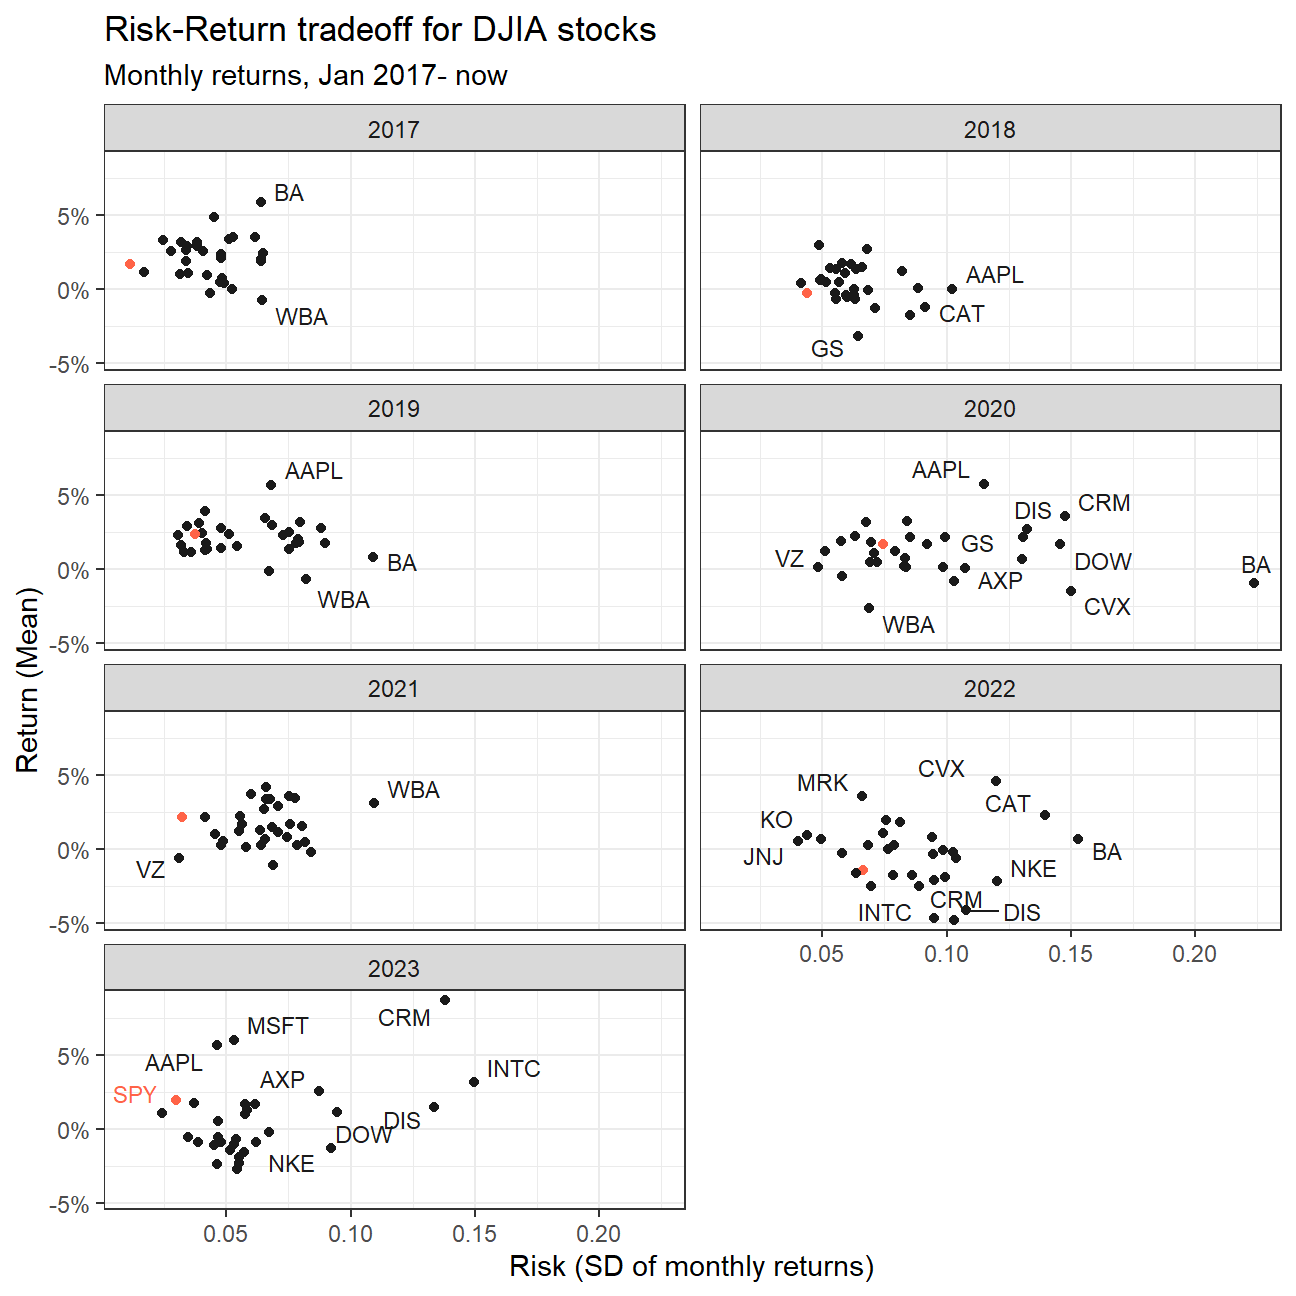 Risk-Return tradeoff for DJIA stocks
Monthly returns, Jan 2017- now
2017
2018
5%
0%
-5%
BA
WBA
AAPL
CAT
GS
2019
2020
5%
0%
-5%
AAPL
BA
WBA
AAPL
CRM
DIS
GS
VZ
DOW
BA
AXP
CVX
WBA
2021
2022
5%
0%
-5%
WBA
VZ
CVX
MRK
CAT
KO
JNJ
BA
NKE
CRM
INTC
DIS
0.05
0.10
0.15
0.20
2023
5%
0%
-5%
CRM
MSFT
AAPL
INTC
AXP
SPY
DIS
DOW
NKE
0.05
0.10
0.15
0.20
Return (Mean)
Risk (SD of monthly returns)